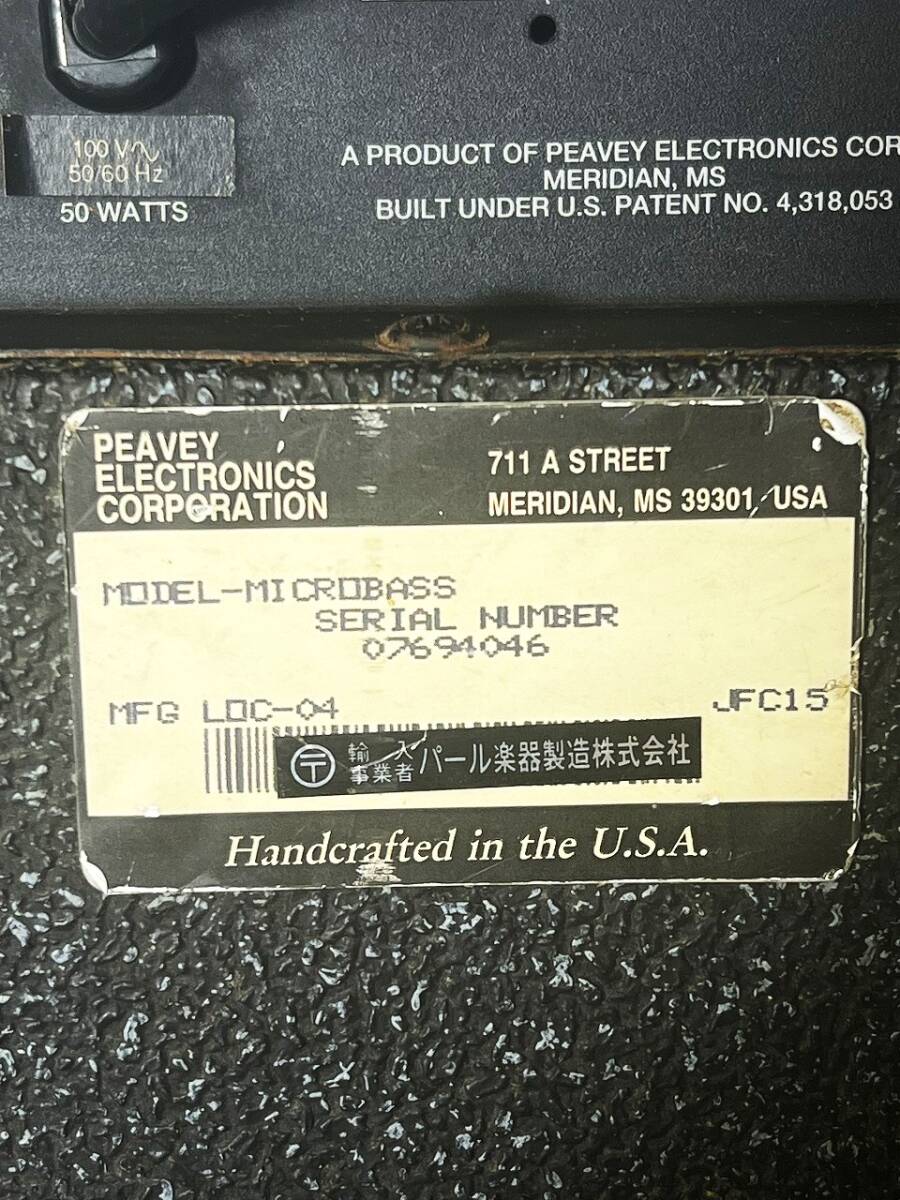 100 V∿
50/60 Hz
50 WATTS
A PRODUCT OF PEAVEY ELECTRONICS COR
MERIDIAN, MS
BUILT UNDER U.S. PATENT NO. 4,318,053
PEAVEY
ELECTRONICS
CORPORATION
711 A STREET
MERIDIAN, MS 39301, USA
MODEL-MICROBASS
SERIAL NUMBER
07694046
MFG LOC-04
JFC15
〒 輸入事業者 パール楽器製造株式会社
Handcrafted in the U.S.A.